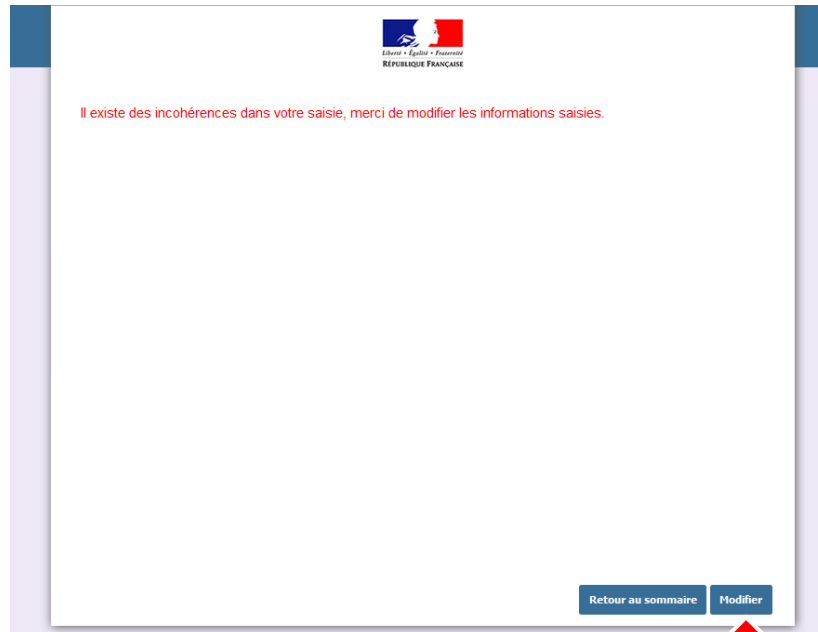 Liberté • Égalité • Fraternité
RÉPUBLIQUE FRANÇAISE
Il existe des incohérences dans votre saisie, merci de modifier les informations saisies.
Retour au sommaire Modifier